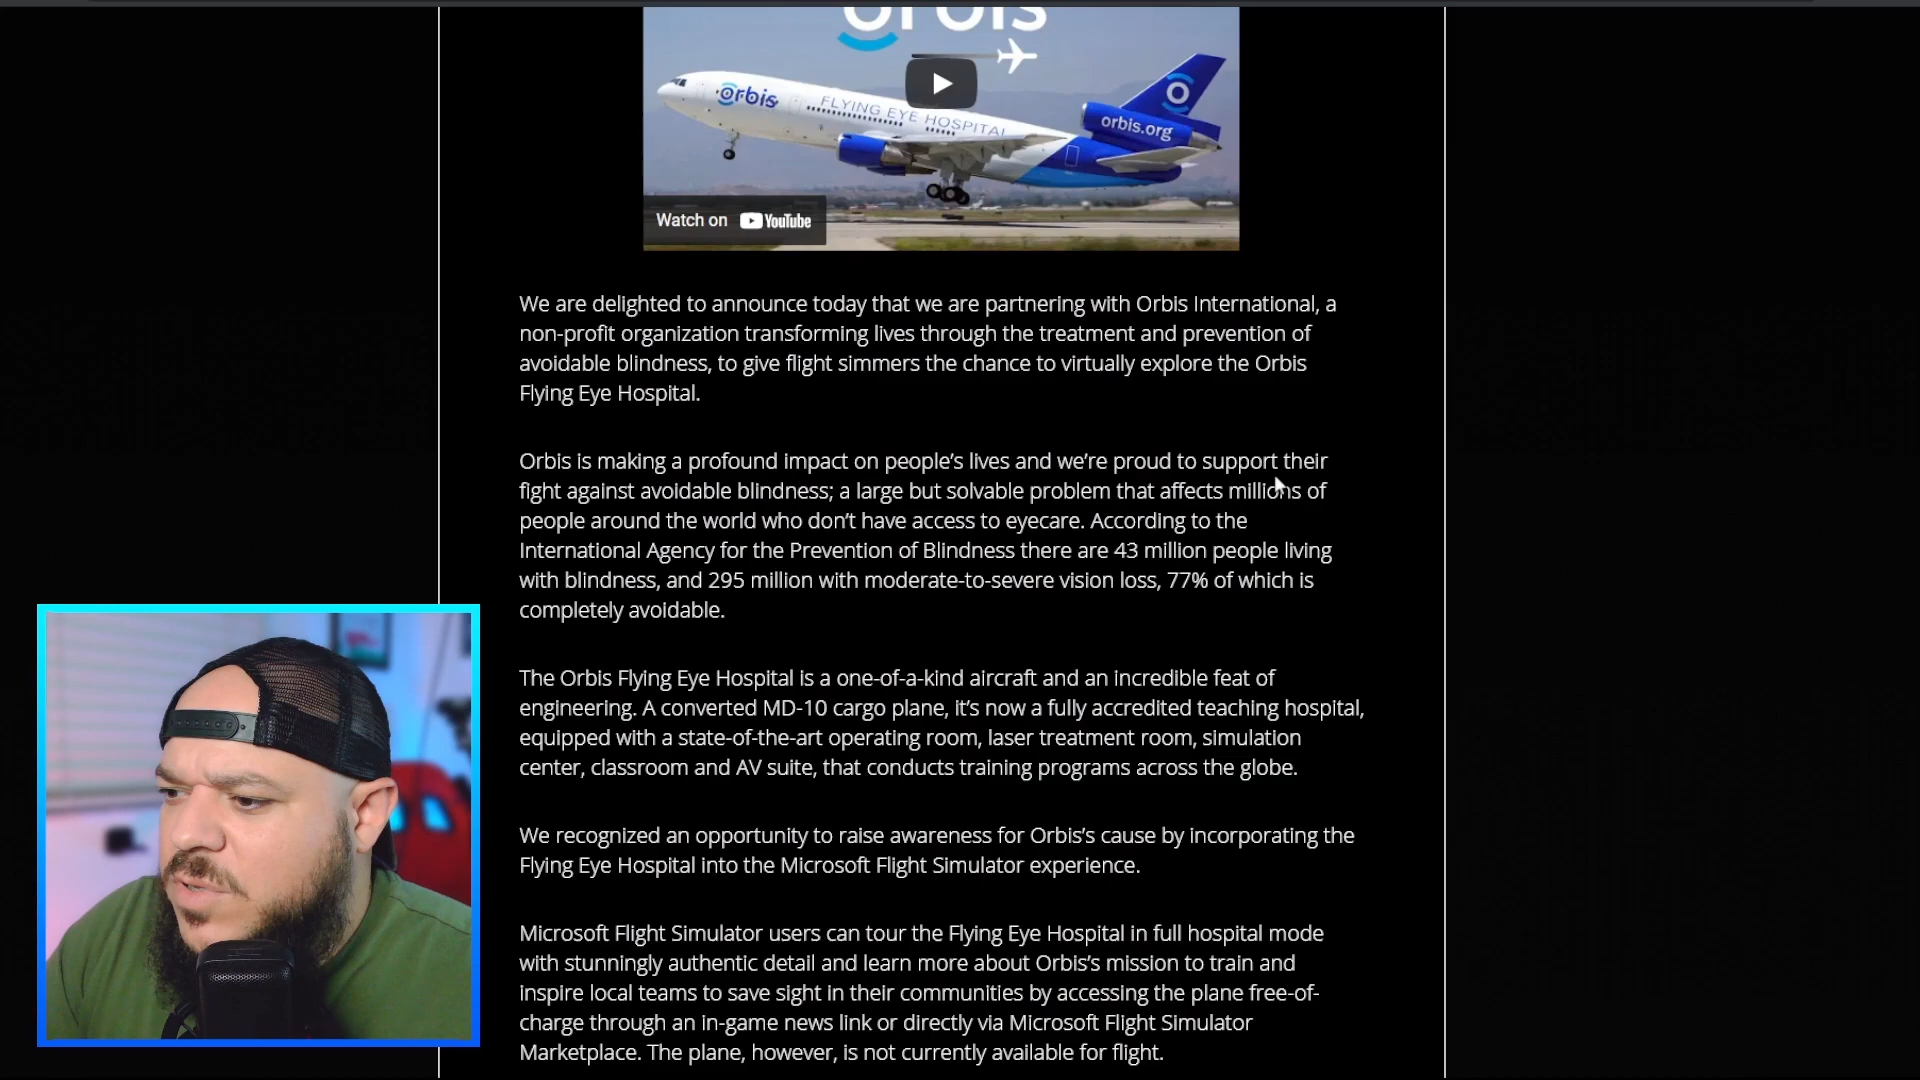 orbis
orbis
FLYING EYE HOSPITAL
orbis.org
Watch on YouTube
We are delighted to announce today that we are partnering with Orbis International, a
non-profit organization transforming lives through the treatment and prevention of
avoidable blindness, to give flight simmers the chance to virtually explore the Orbis
Flying Eye Hospital.
Orbis is making a profound impact on people’s lives and we’re proud to support their
fight against avoidable blindness; a large but solvable problem that affects millions of
people around the world who don’t have access to eyecare. According to the
International Agency for the Prevention of Blindness there are 43 million people living
with blindness, and 295 million with moderate-to-severe vision loss, 77% of which is
completely avoidable.
The Orbis Flying Eye Hospital is a one-of-a-kind aircraft and an incredible feat of
engineering. A converted MD-10 cargo plane, it’s now a fully accredited teaching hospital,
equipped with a state-of-the-art operating room, laser treatment room, simulation
center, classroom and AV suite, that conducts training programs across the globe.
We recognized an opportunity to raise awareness for Orbis’s cause by incorporating the
Flying Eye Hospital into the Microsoft Flight Simulator experience.
Microsoft Flight Simulator users can tour the Flying Eye Hospital in full hospital mode
with stunningly authentic detail and learn more about Orbis’s mission to train and
inspire local teams to save sight in their communities by accessing the plane free-of-
charge through an in-game news link or directly via Microsoft Flight Simulator
Marketplace. The plane, however, is not currently available for flight.